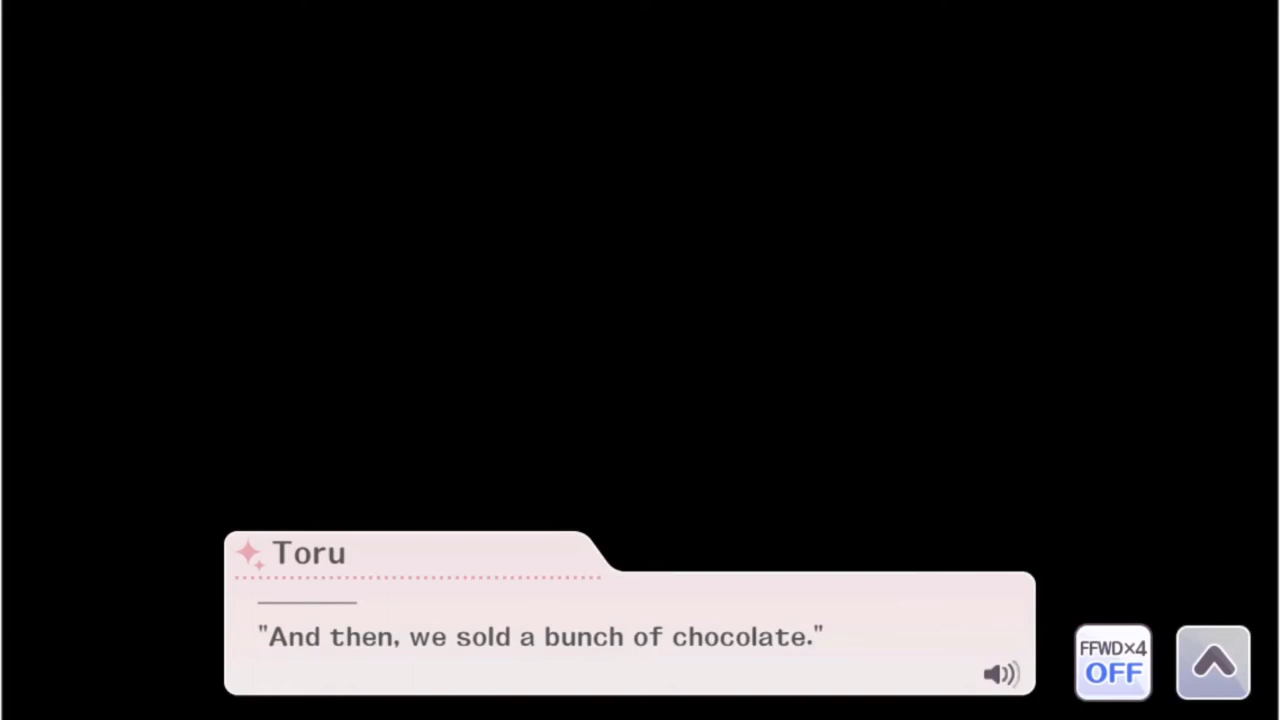 Toru
"And then, we sold a bunch of chocolate."
FFWD×4
OFF